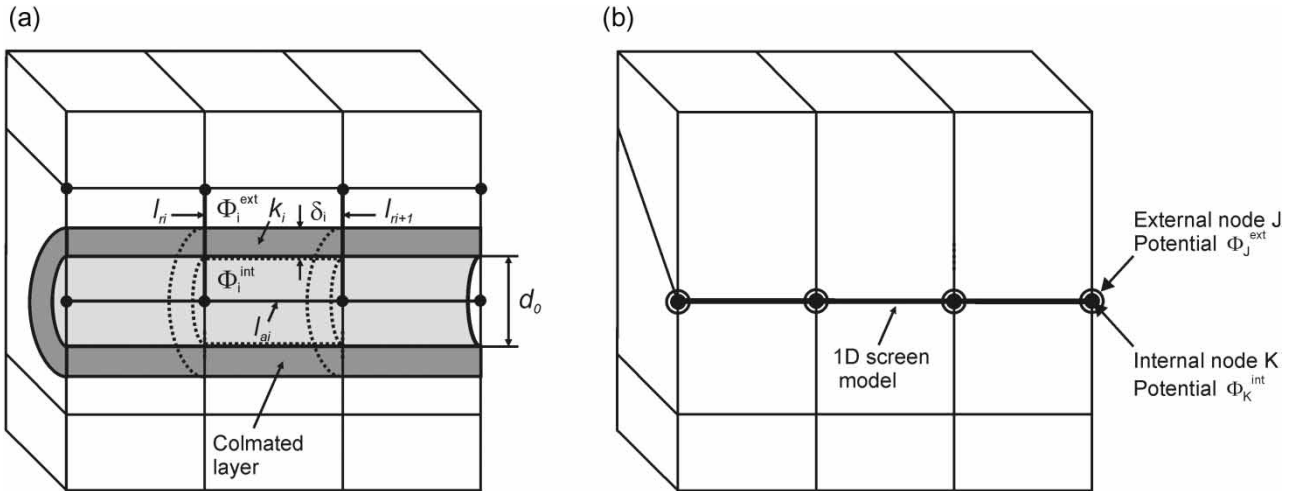 (a)
(b)
l_ri
Φ_i^ext
k_i
δ_i
l_ri+1
Φ_i^int
d_0
l_ai
Colmated
layer
External node J
Potential Φ_J^ext
1D screen
model
Internal node K
Potential Φ_K^int